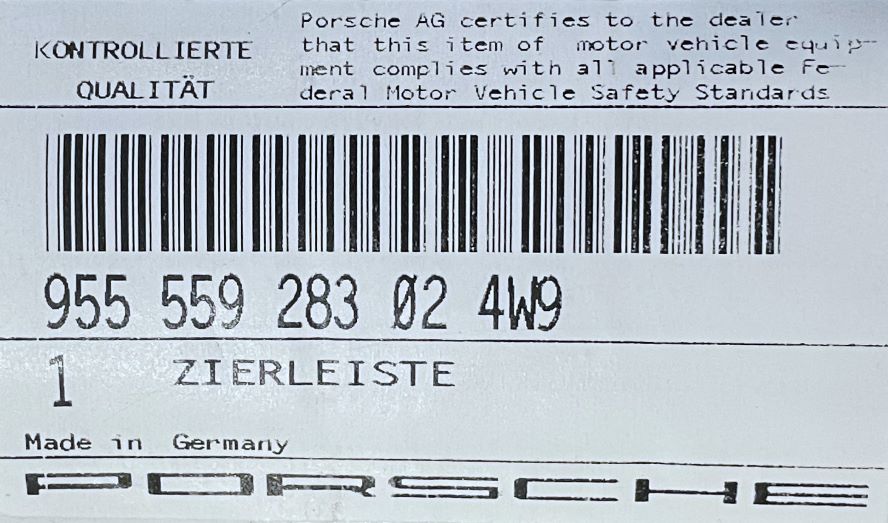 KONTROLLIERTE
QUALITÄT
Porsche AG certifies to the dealer
that this item of motor vehicle equip-
ment complies with all applicable Fe-
deral Motor Vehicle Safety Standards
955 559 283 02 4W9
1 ZIERLEISTE
Made in Germany
PORSCHE